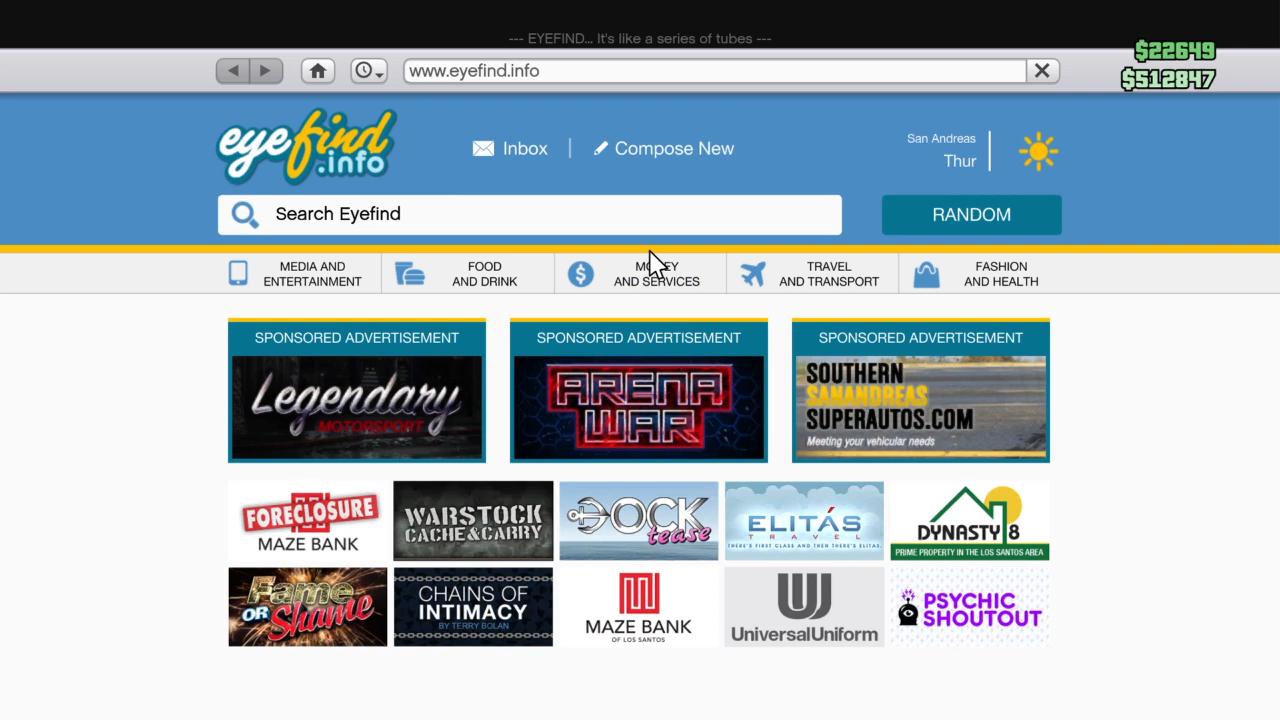 --- EYEFIND... It's like a series of tubes ---
$22649
$512847
www.eyefind.info
eyefind
.info
Inbox
Compose New
San Andreas
Thur
Search Eyefind
RANDOM
MEDIA AND
ENTERTAINMENT
FOOD
AND DRINK
MONEY
AND SERVICES
TRAVEL
AND TRANSPORT
FASHION
AND HEALTH
SPONSORED ADVERTISEMENT
Legendary
MOTORSPORT
SPONSORED ADVERTISEMENT
ARENA
WAR
SPONSORED ADVERTISEMENT
SOUTHERN
SANANDREAS
SUPERAUTOS.COM
Meeting your vehicular needs
FORECLOSURE
MAZE BANK
WARSTOCK
CACHE&CARRY
DOCK
tease
ELITÁS
TRAVEL
THERE'S FIRST CLASS AND THEN THERE'S ELITAS.
DYNASTY 8
PRIME PROPERTY IN THE LOS SANTOS AREA
Fame
OR Shame
CHAINS OF
INTIMACY
BY TERRY BOLAN
MAZE BANK
OF LOS SANTOS
UniversalUniform
PSYCHIC
SHOUTOUT